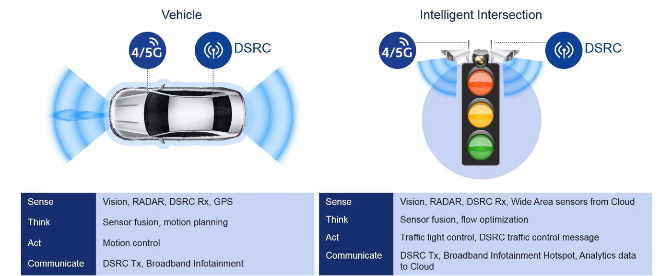 Vehicle
4/5G
DSRC
Sense Vision, RADAR, DSRC Rx, GPS
Think Sensor fusion, motion planning
Act Motion control
Communicate DSRC Tx, Broadband Infotainment
Intelligent Intersection
4/5G
DSRC
Sense Vision, RADAR, DSRC Rx, Wide Area sensors from Cloud
Think Sensor fusion, flow optimization
Act Traffic light control, DSRC traffic control message
Communicate DSRC Tx, Broadband Infotainment Hotspot, Analytics data
to Cloud